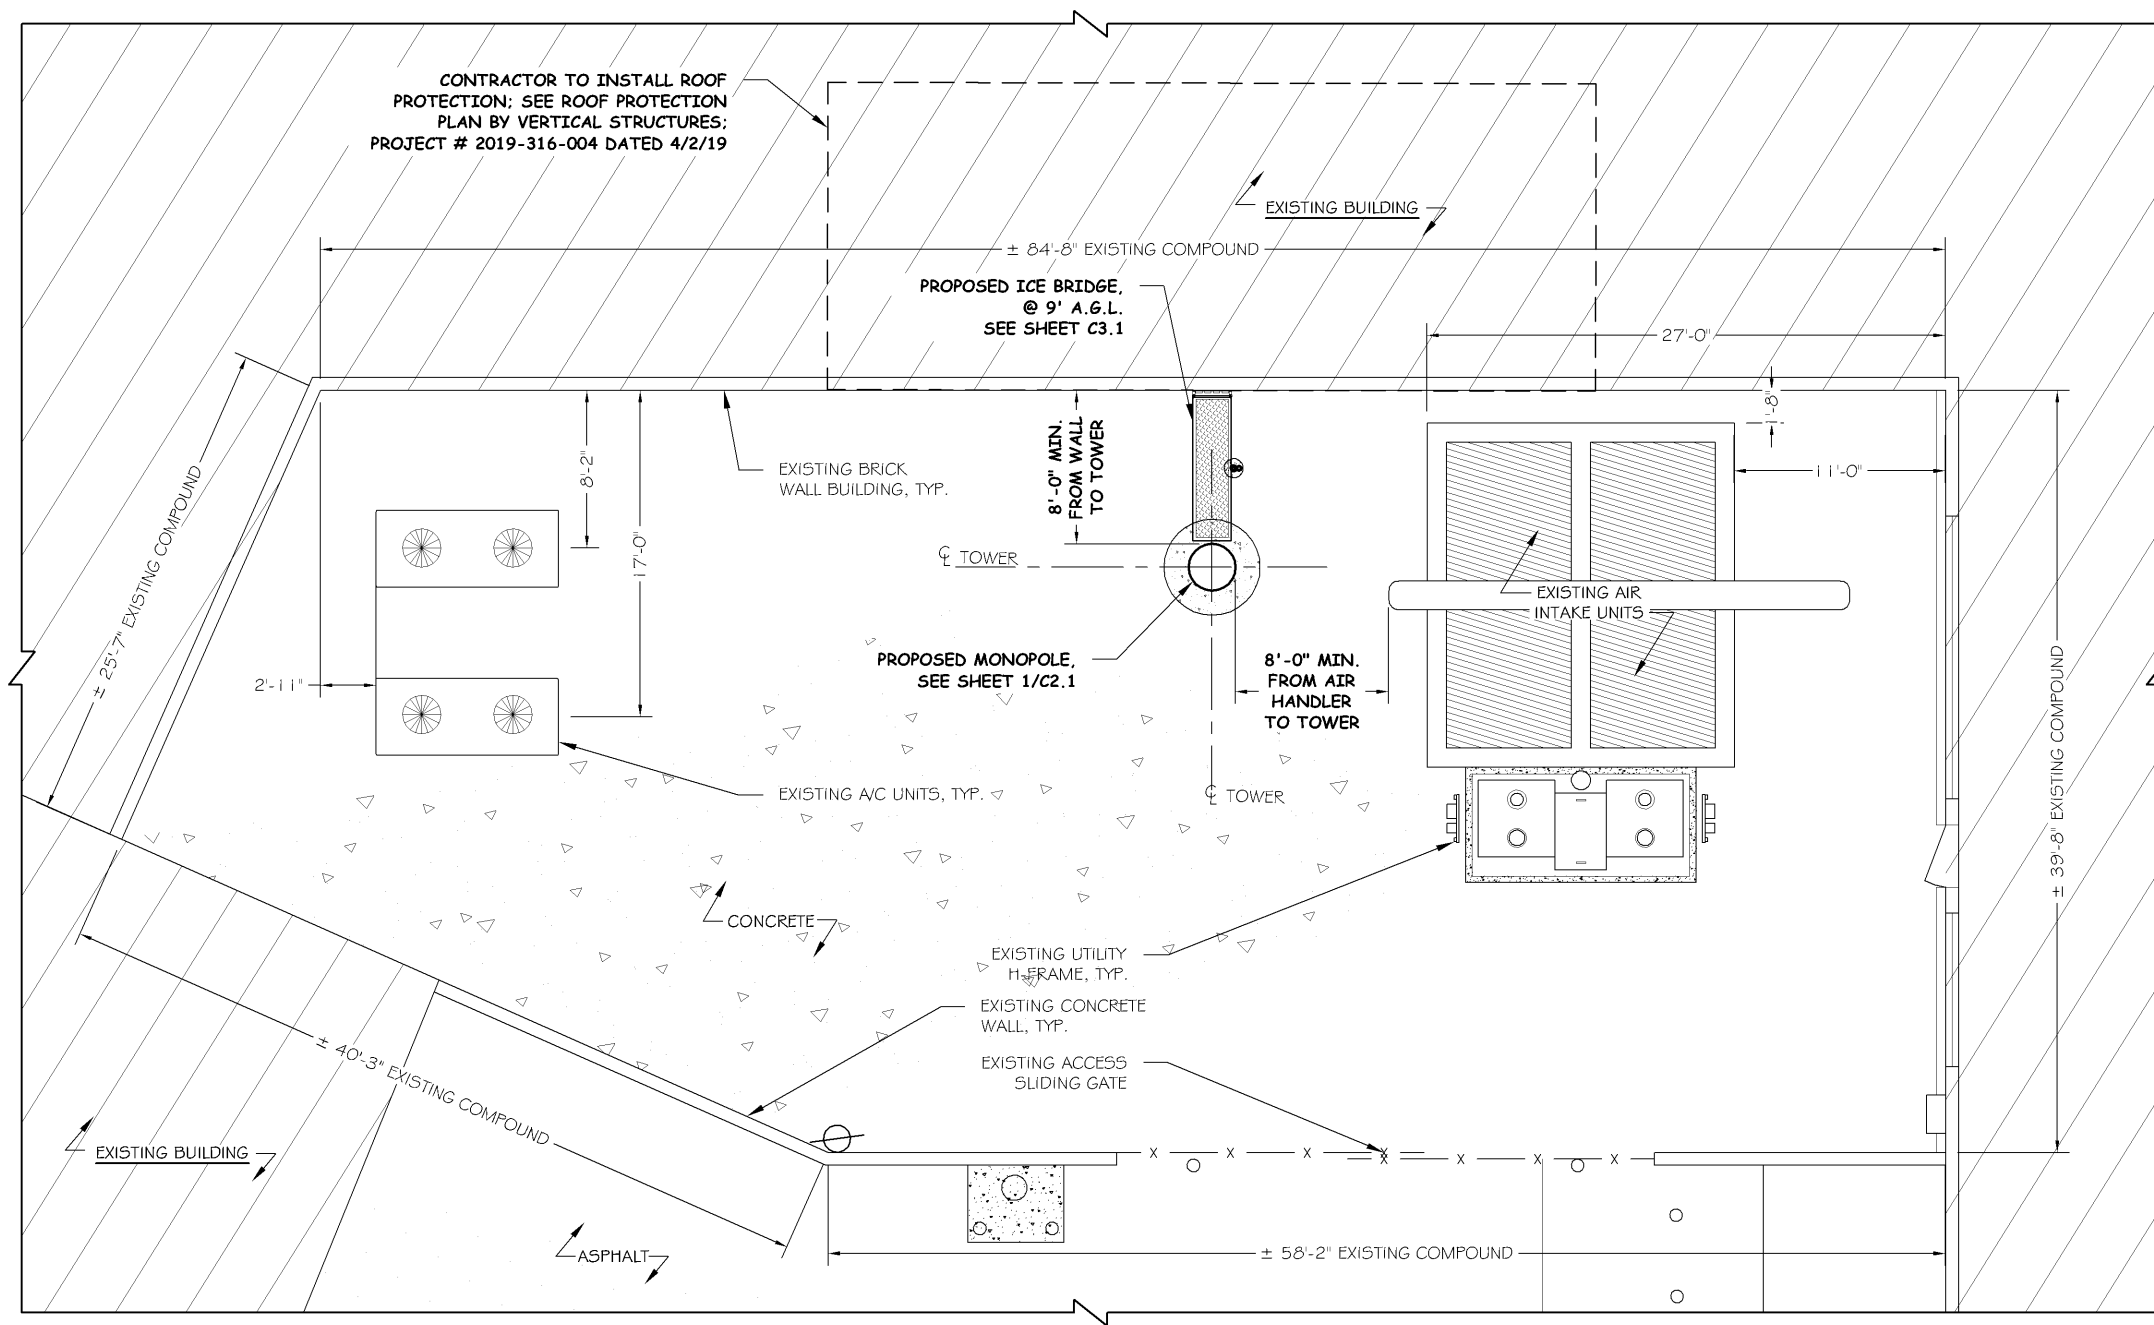 CONTRACTOR TO INSTALL ROOF
PROTECTION; SEE ROOF PROTECTION
PLAN BY VERTICAL STRUCTURES;
PROJECT # 2019-316-004 DATED 4/2/19
EXISTING BUILDING
± 84'-8" EXISTING COMPOUND
PROPOSED ICE BRIDGE,
@ 9' A.G.L.
SEE SHEET C3.1
27'-0"
1'-8"
11'-0"
8'-0" MIN.
FROM WALL
TO TOWER
EXISTING BRICK
WALL BUILDING, TYP.
8'-2"
17'-0"
± 25'-7" EXISTING COMPOUND
2'-11"
℄ TOWER
PROPOSED MONOPOLE,
SEE SHEET 1/C2.1
8'-0" MIN.
FROM AIR
HANDLER
TO TOWER
EXISTING AIR
INTAKE UNITS
± 39'-8" EXISTING COMPOUND
EXISTING A/C UNITS, TYP.
℄ TOWER
CONCRETE
EXISTING UTILITY
H-FRAME, TYP.
EXISTING CONCRETE
WALL, TYP.
EXISTING ACCESS
SLIDING GATE
± 40'-3" EXISTING COMPOUND
EXISTING BUILDING
X X X X X X X X
ASPHALT
± 58'-2" EXISTING COMPOUND